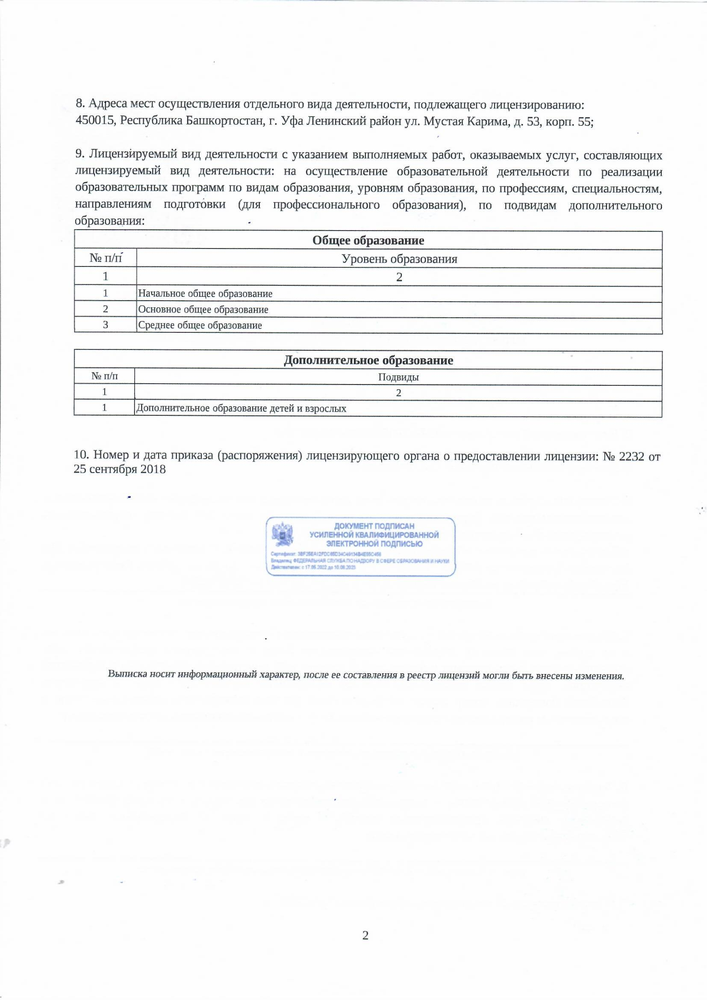 8. Адреса мест осуществления отдельного вида деятельности, подлежащего лицензированию:
450015, Республика Башкортостан, г. Уфа Ленинский район ул. Мустая Карима, д. 53, корп. 55;
9. Лицензируемый вид деятельности с указанием выполняемых работ, оказываемых услуг, составляющих
лицензируемый вид деятельности: на осуществление образовательной деятельности по реализации
образовательных программ по видам образования, уровням образования, по профессиям, специальностям,
направлениям подготовки (для профессионального образования), по подвидам дополнительного
образования:
Общее образование
№ п/п Уровень образования
1 2
1 Начальное общее образование
2 Основное общее образование
3 Среднее общее образование
Дополнительное образование
№ п/п Подвиды
1 2
1 Дополнительное образование детей и взрослых
10. Номер и дата приказа (распоряжения) лицензирующего органа о предоставлении лицензии: № 2232 от
25 сентября 2018
ДОКУМЕНТ ПОДПИСАН
УСИЛЕННОЙ КВАЛИФИЦИРОВАННОЙ
ЭЛЕКТРОННОЙ ПОДПИСЬЮ
Сертификат:
Владелец: ФЕДЕРАЛЬНАЯ СЛУЖБА ПО НАДЗОРУ В СФЕРЕ ОБРАЗОВАНИЯ И НАУКИ
Действителен: с
Выписка носит информационный характер, после ее составления в реестр лицензий могли быть внесены изменения.
2